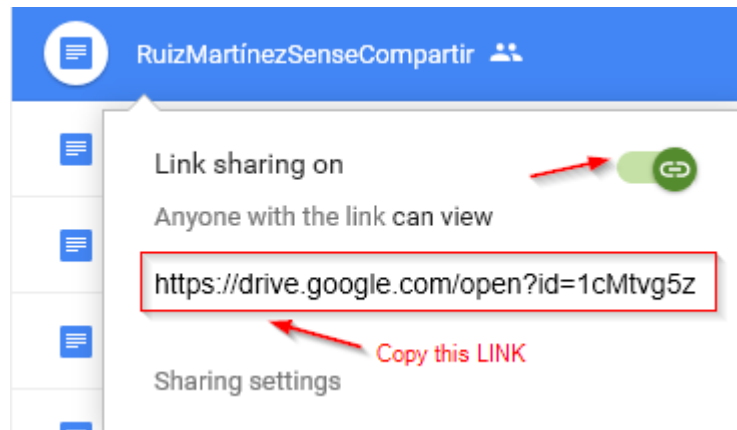 RuizMartínezSenseCompartir
Link sharing on
Anyone with the link can view
https://drive.google.com/open?id=1cMtvg5z
Copy this LINK
Sharing settings